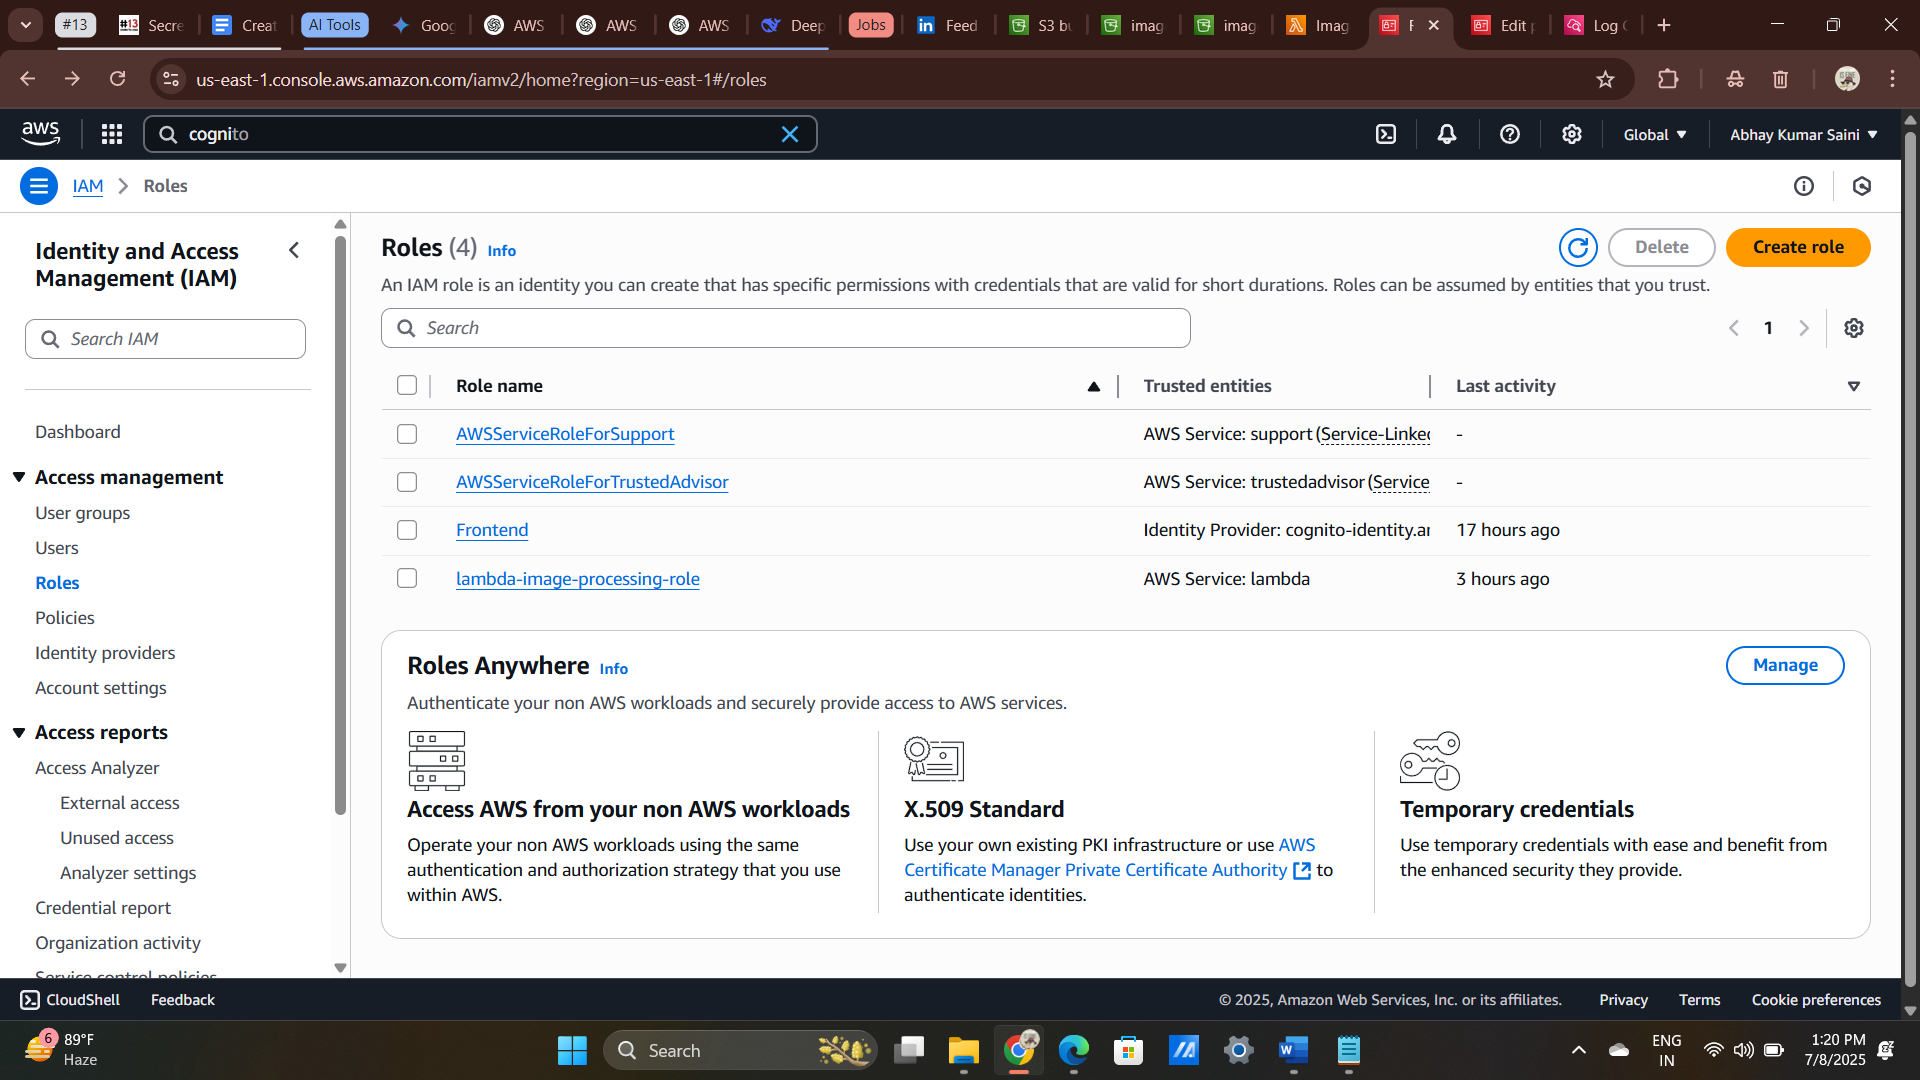 #13
Secre
Creat
AI Tools
Goog
AWS
AWS
AWS
Deep
Jobs
Feed
S3 bu
imag
imag
Imag
Edit p
Log
us-east-1.console.aws.amazon.com/iamv2/home?region=us-east-1#/roles
aws
cognito
Global
Abhay Kumar Saini
IAM
Roles
Identity and Access
Management (IAM)
Search IAM
Dashboard
Access management
User groups
Users
Roles
Policies
Identity providers
Account settings
Access reports
Access Analyzer
External access
Unused access
Analyzer settings
Credential report
Organization activity
Service control policies
Roles (4) Info
Delete
Create role
An IAM role is an identity you can create that has specific permissions with credentials that are valid for short durations. Roles can be assumed by entities that you trust.
Search
1
Role name
Trusted entities
Last activity
AWSServiceRoleForSupport
AWS Service: support (Service-Linked
-
AWSServiceRoleForTrustedAdvisor
AWS Service: trustedadvisor (Service
-
Frontend
Identity Provider: cognito-identity.a
17 hours ago
lambda-image-processing-role
AWS Service: lambda
3 hours ago
Roles Anywhere Info
Manage
Authenticate your non AWS workloads and securely provide access to AWS services.
Access AWS from your non AWS workloads
Operate your non AWS workloads using the same
authentication and authorization strategy that you use
within AWS.
X.509 Standard
Use your own existing PKI infrastructure or use AWS
Certificate Manager Private Certificate Authority to
authenticate identities.
Temporary credentials
Use temporary credentials with ease and benefit from
the enhanced security they provide.
CloudShell
Feedback
© 2025, Amazon Web Services, Inc. or its affiliates.
Privacy
Terms
Cookie preferences
6
89°F
Haze
Search
ENG
IN
1:20 PM
7/8/2025